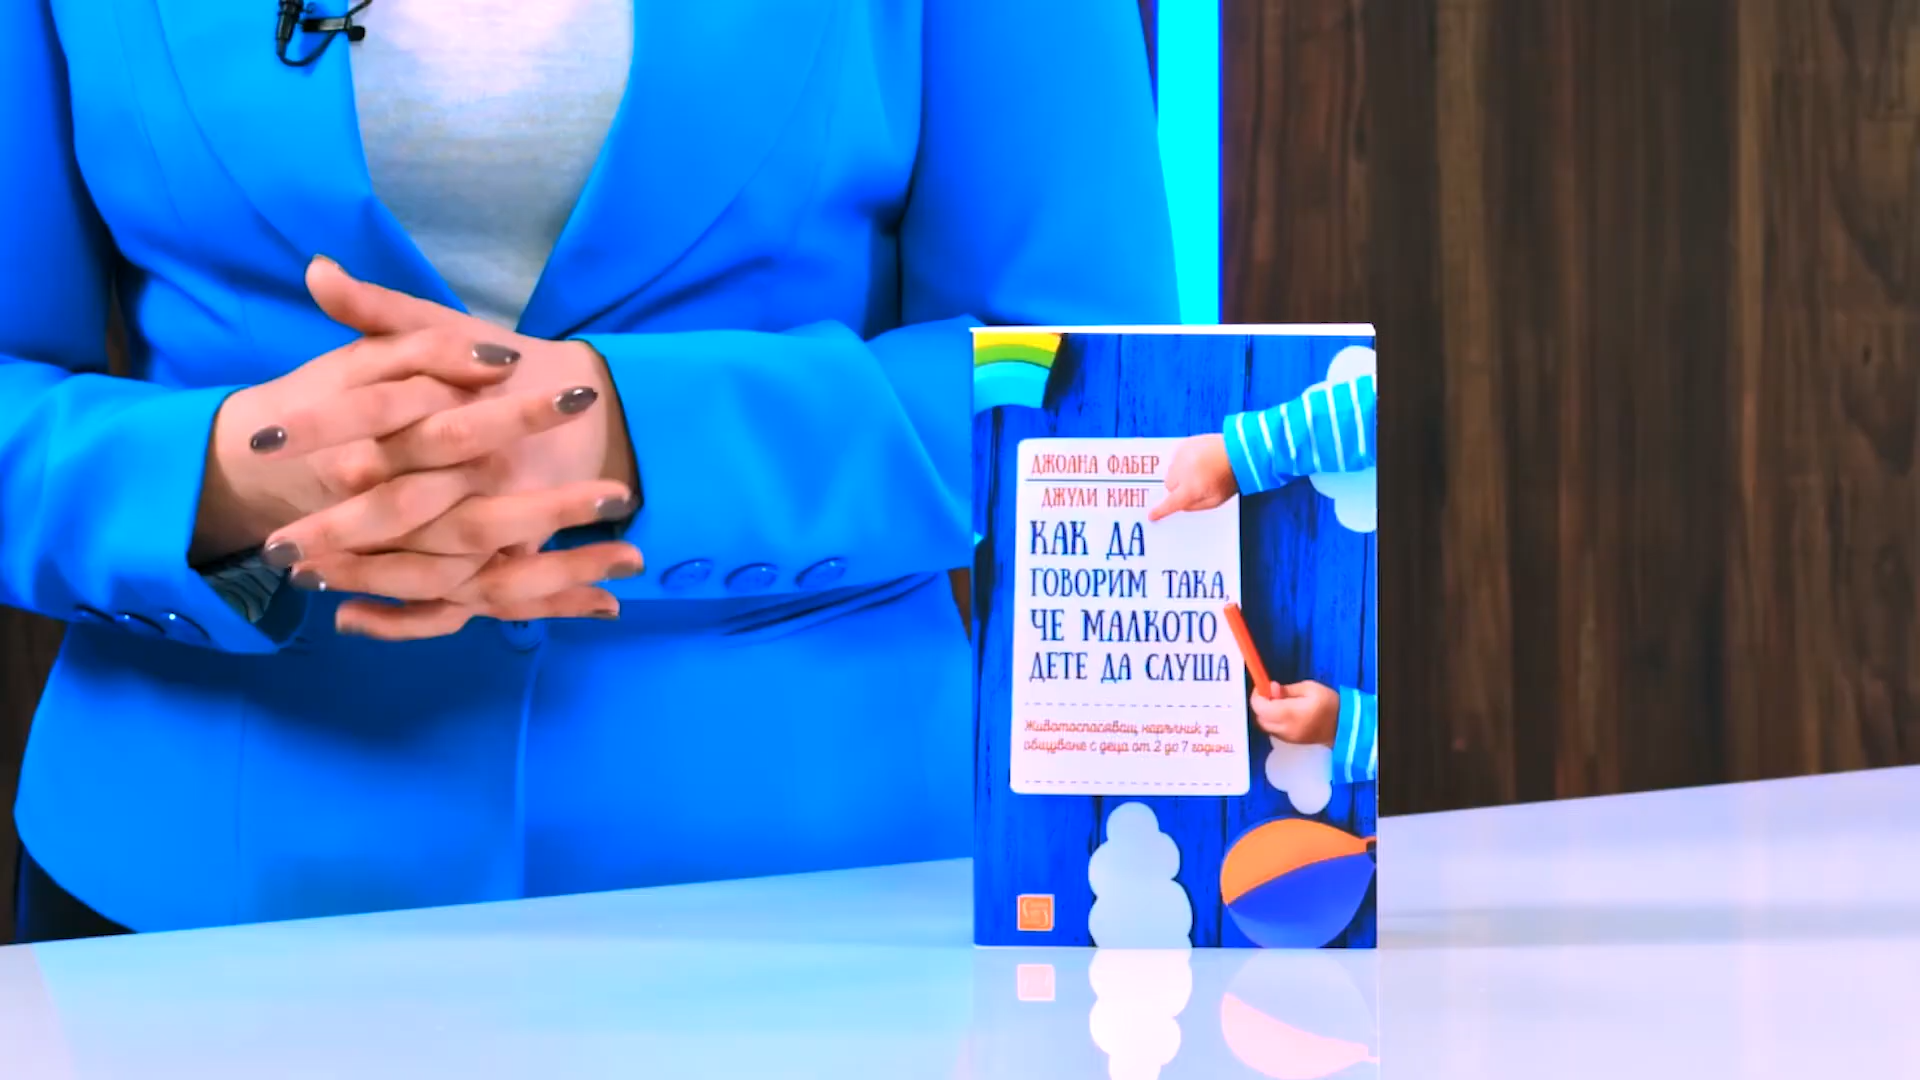 ДЖОАНА ФАБЕР
ДЖУЛИ КИНГ
КАК ДА
ГОВОРИМ ТАКА,
ЧЕ МАЛКОТО
ДЕТЕ ДА СЛУША
Животоспасяващ наръчник за
общуване с деца от 2 до 7 години